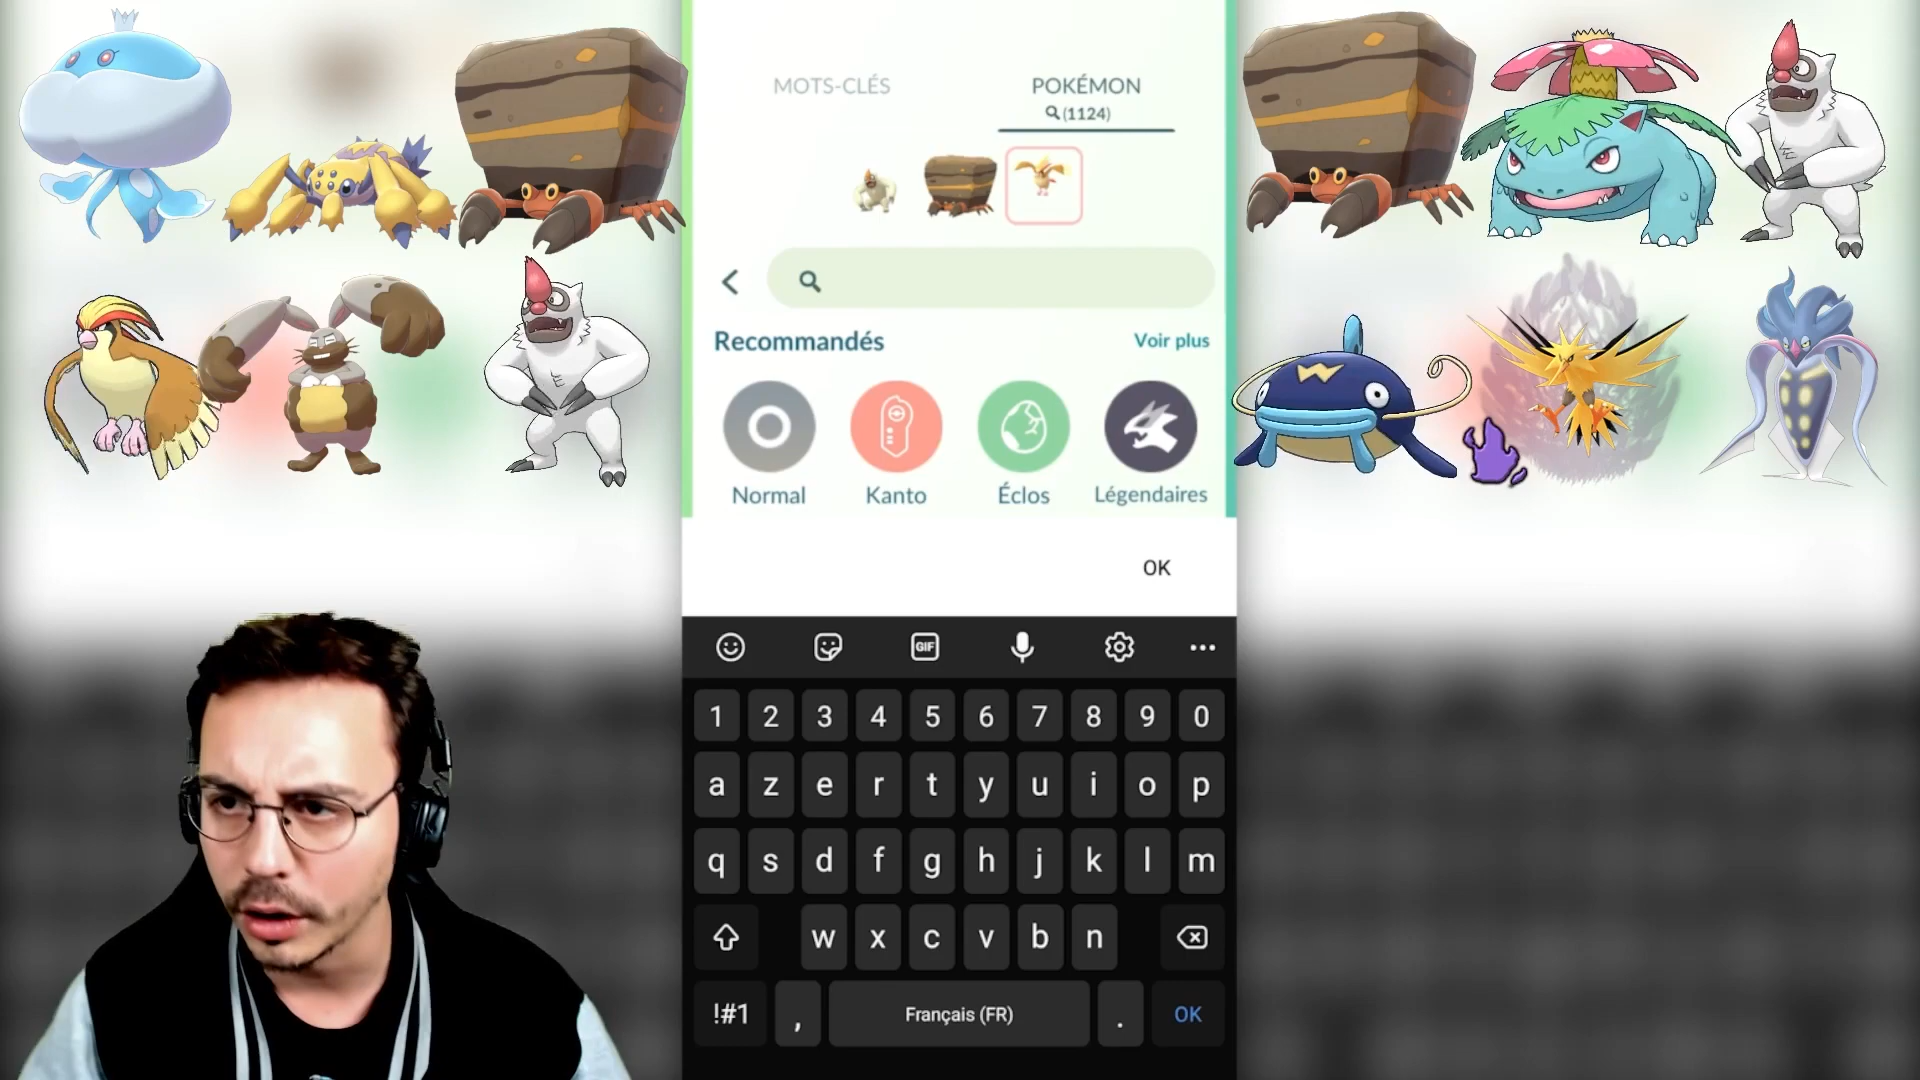 MOTS-CLÉS
POKÉMON
(1124)
Recommandés
Voir plus
Normal
Kanto
Éclos
Légendaires
OK
GIF
1 2 3 4 5 6 7 8 9 0
a z e r t y u i o p
q s d f g h j k l m
w x c v b n
!#1 , Français (FR) . OK